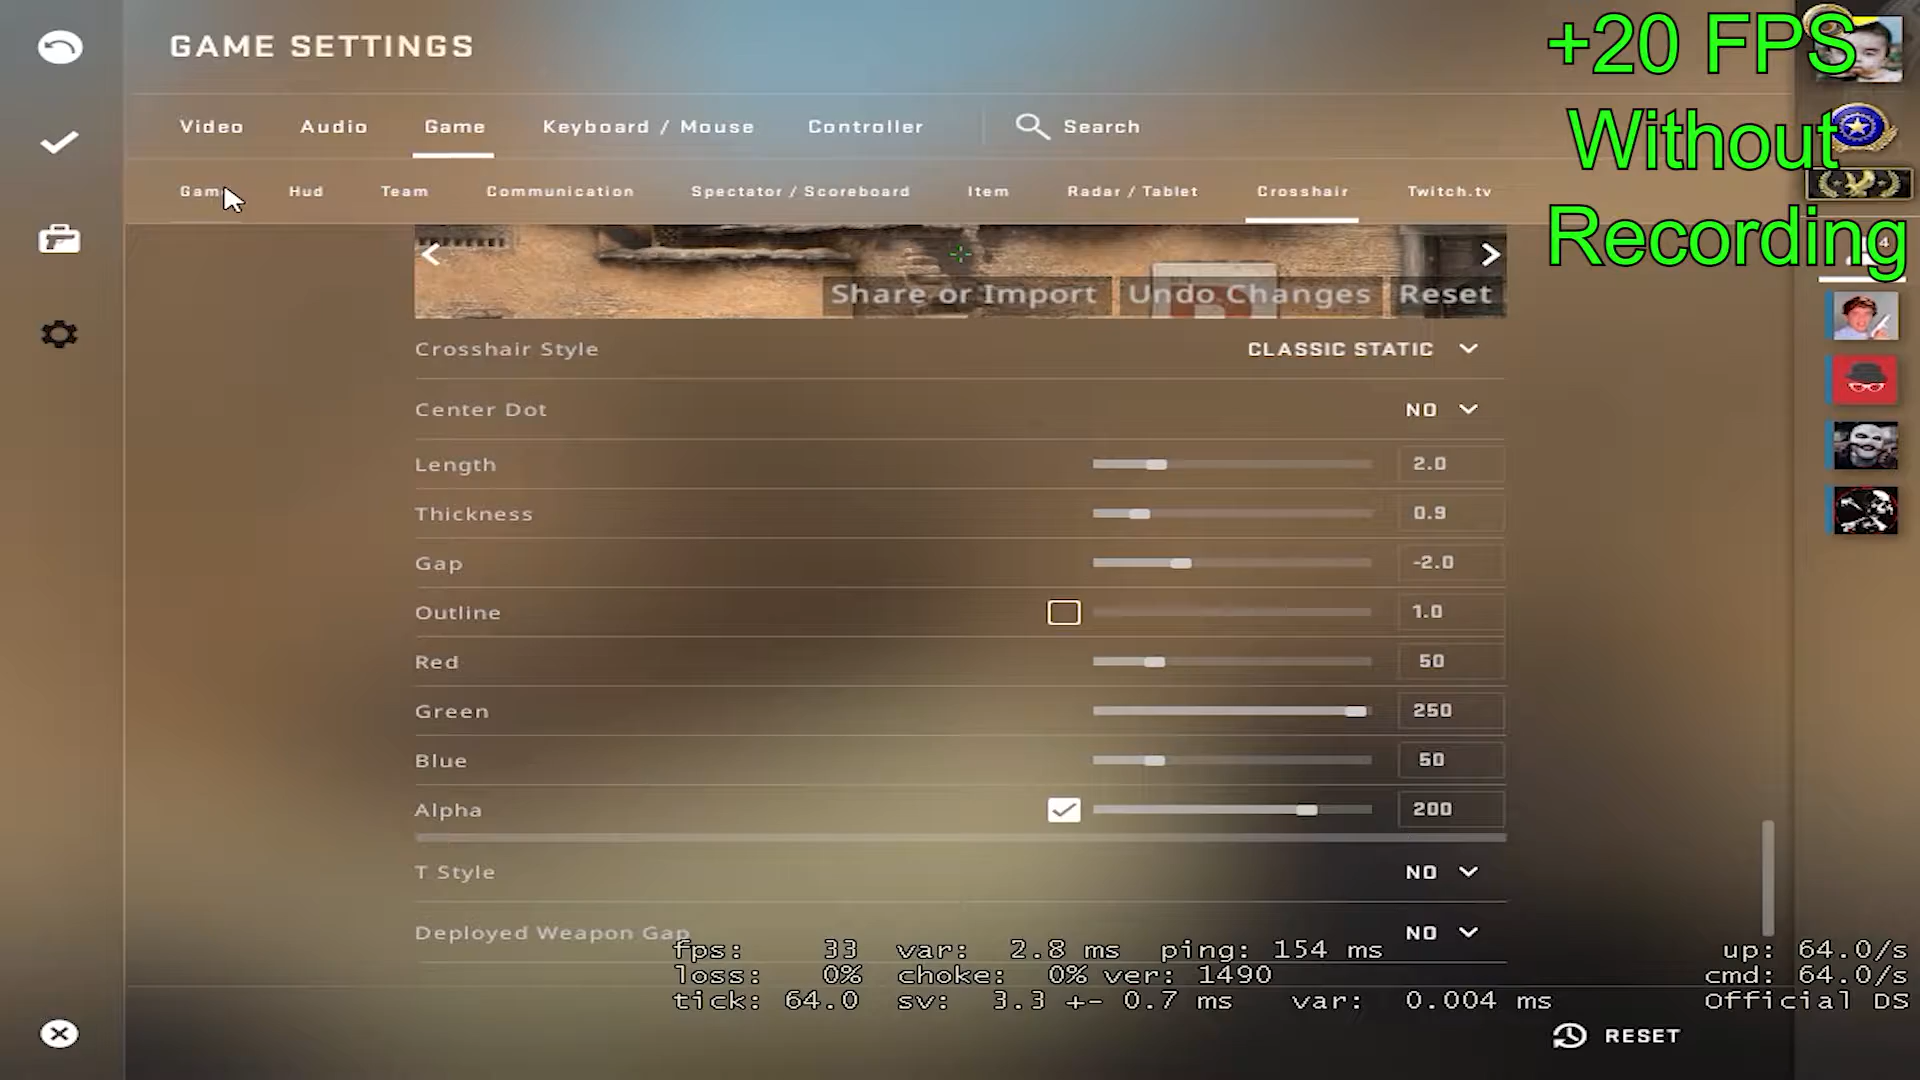 GAME SETTINGS
+20 FPS
Without
Recording
Video Audio Game Keyboard / Mouse Controller Search
Game Hud Team Communication Spectator / Scoreboard Item Radar / Tablet Crosshair Twitch.tv
4
Share or Import Undo Changes Reset
Crosshair Style CLASSIC STATIC
Center Dot NO
Length 2.0
Thickness 0.9
Gap -2.0
Outline 1.0
Red 50
Green 250
Blue 50
Alpha 200
T Style NO
Deployed Weapon Gap NO
fps: 33 var: 2.8 ms ping: 154 ms up: 64.0/s
loss: 0% choke: 0% ver: 1490 cmd: 64.0/s
tick: 64.0 sv: 3.3 +- 0.7 ms var: 0.004 ms Official DS
RESET